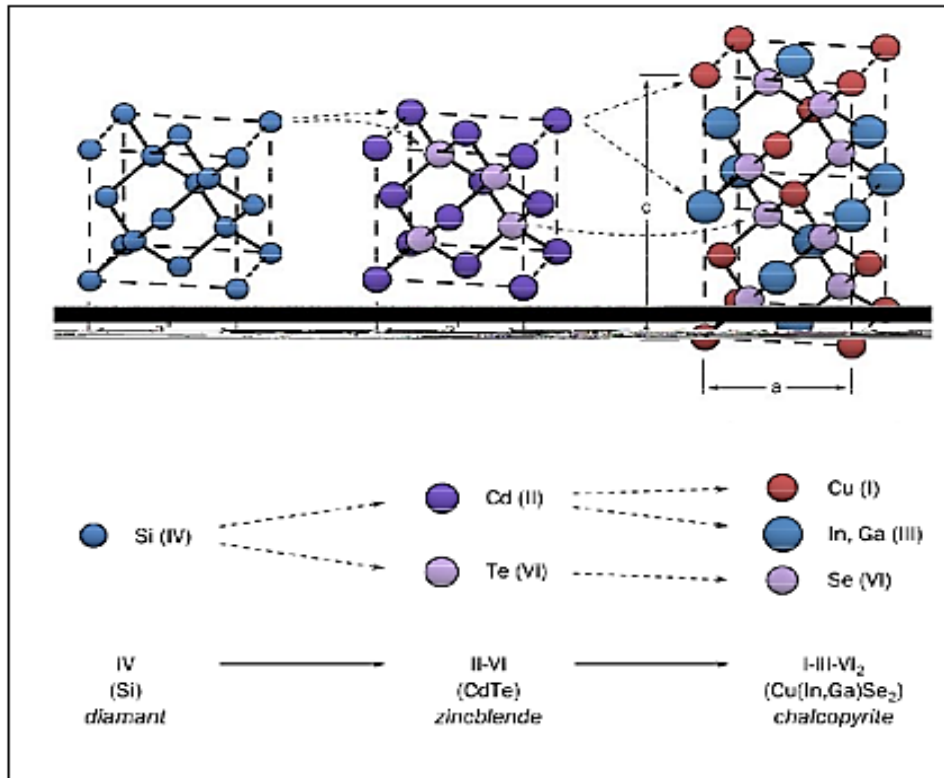 c
a
Si (IV)
Cd (II)
Te (VI)
Cu (I)
In, Ga (III)
Se (VI)
IV
(Si)
diamant
II-VI
(CdTe)
zincblende
I-III-VI₂
(Cu(In,Ga)Se₂)
chalcopyrite